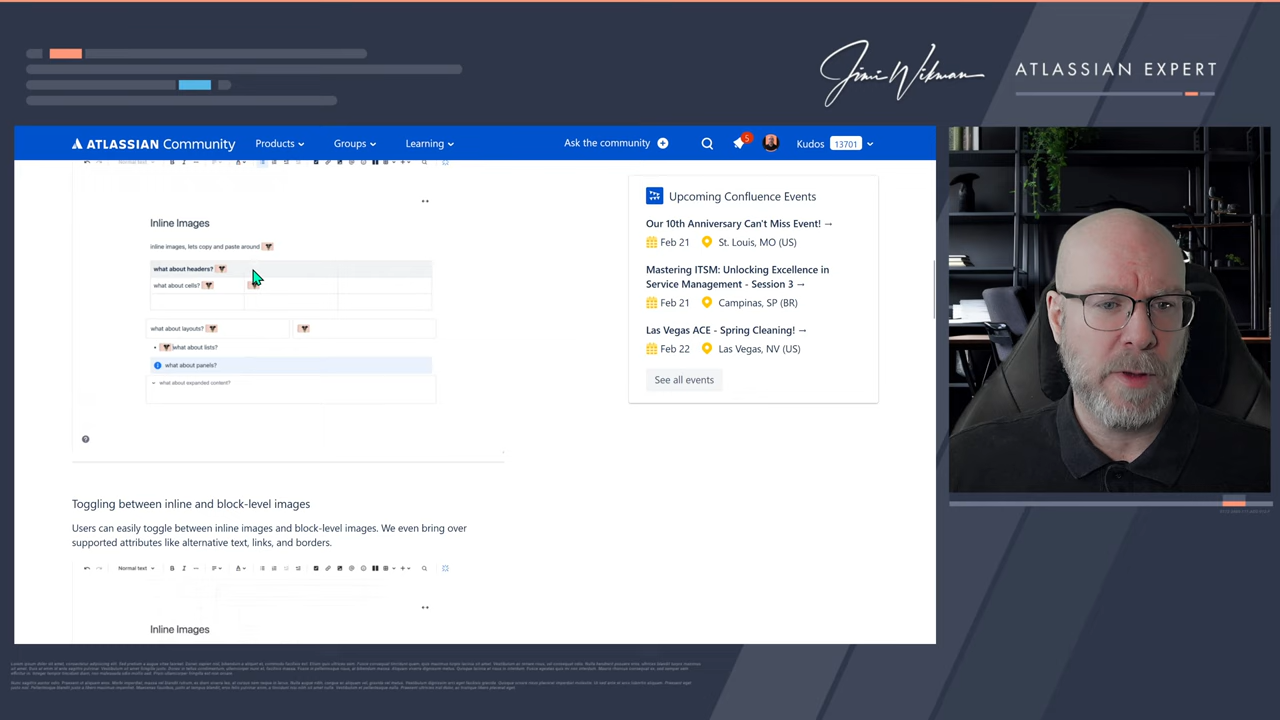 Jimi Wikman
ATLASSIAN EXPERT
ATLASSIAN Community
Products
Groups
Learning
Ask the community
5
Kudos
13701
Normal text
Inline Images
inline images, lets copy and paste around
what about headers?
what about cells?
what about layouts?
what about lists?
what about panels?
what about expanded content?
Toggling between inline and block-level images
Users can easily toggle between inline images and block-level images. We even bring over
supported attributes like alternative text, links, and borders.
Normal text
Inline Images
Upcoming Confluence Events
Our 10th Anniversary Can't Miss Event! →
Feb 21
St. Louis, MO (US)
Mastering ITSM: Unlocking Excellence in
Service Management - Session 3 →
Feb 21
Campinas, SP (BR)
Las Vegas ACE - Spring Cleaning! →
Feb 22
Las Vegas, NV (US)
See all events